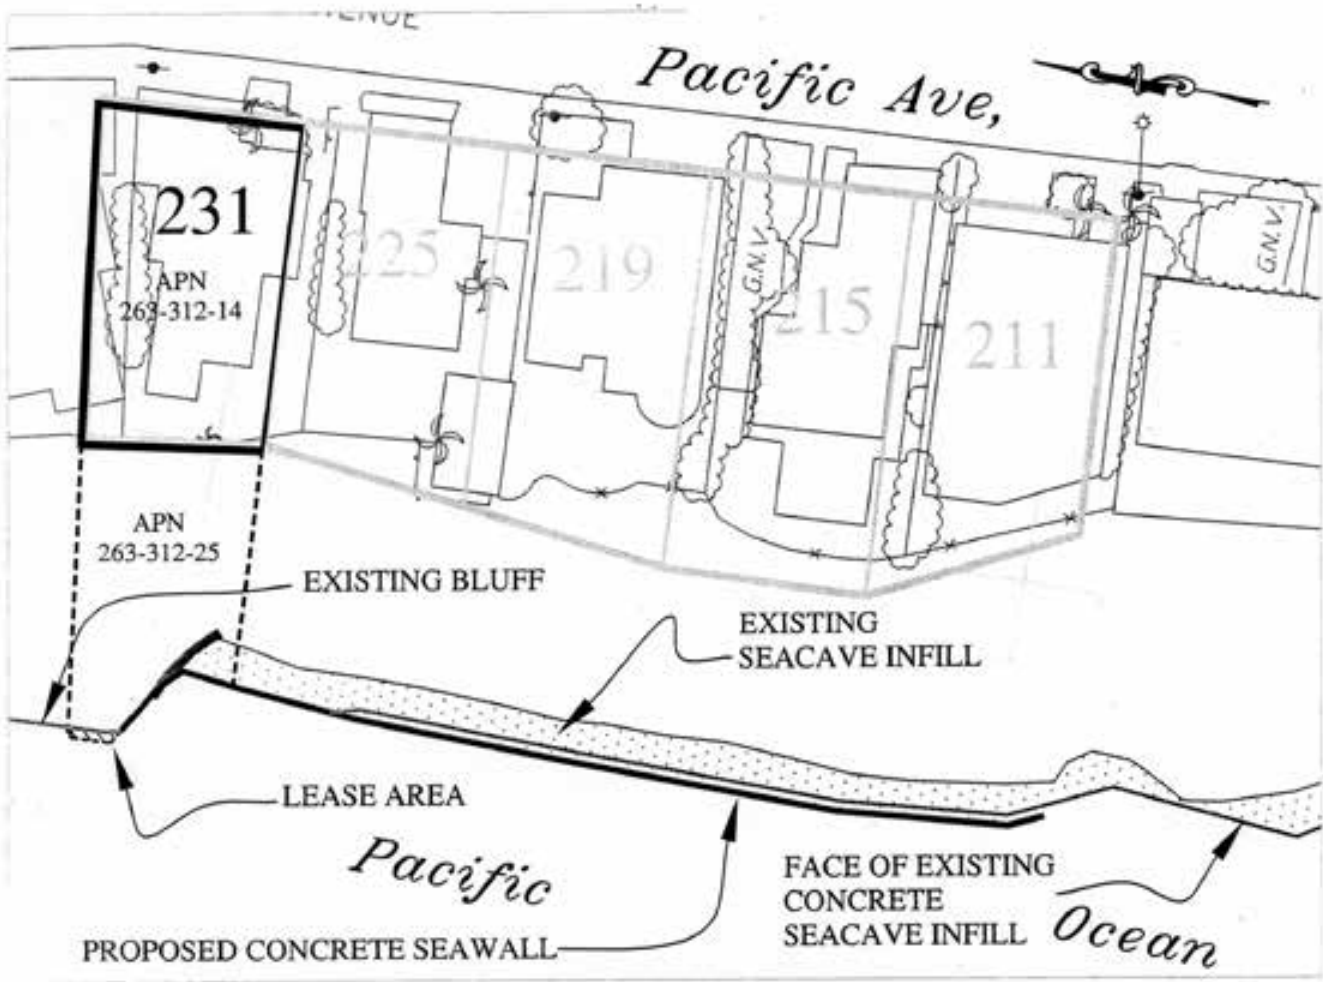 Pacific Ave,
231
225
219
215
211
G.N.V.
G.N.V.
APN
263-312-14
APN
263-312-25
EXISTING BLUFF
EXISTING
SEACAVE INFILL
LEASE AREA
Pacific
Ocean
FACE OF EXISTING
CONCRETE
SEACAVE INFILL
PROPOSED CONCRETE SEAWALL